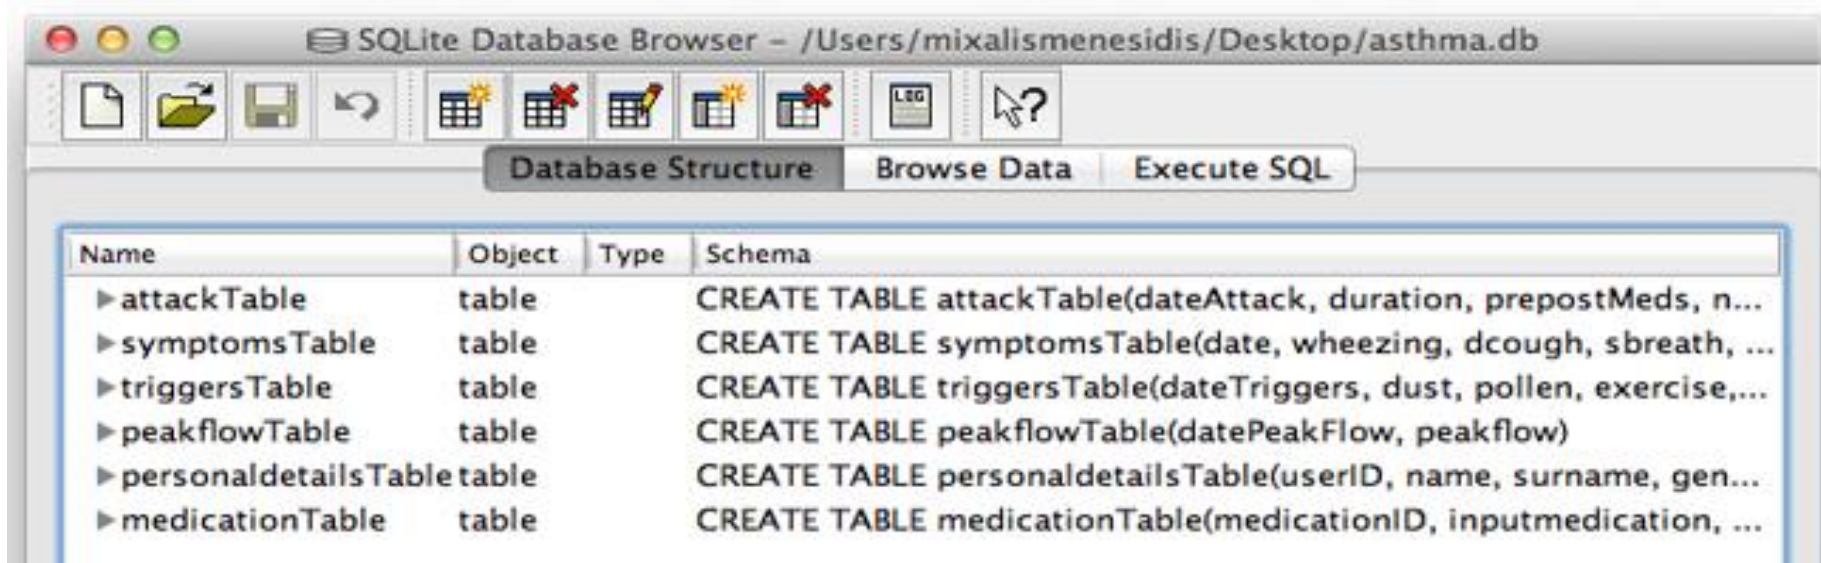 SQLite Database Browser – /Users/mixalismenesidis/Desktop/asthma.db
LOG
?
Database Structure Browse Data Execute SQL
Name Object Type Schema
attackTable table CREATE TABLE attackTable(dateAttack, duration, prepostMeds, n...
symptomsTable table CREATE TABLE symptomsTable(date, wheezing, dcough, sbreath, ...
triggersTable table CREATE TABLE triggersTable(dateTriggers, dust, pollen, exercise,...
peakflowTable table CREATE TABLE peakflowTable(datePeakFlow, peakflow)
personaldetailsTable table CREATE TABLE personaldetailsTable(userID, name, surname, gen...
medicationTable table CREATE TABLE medicationTable(medicationID, inputmedication, ...